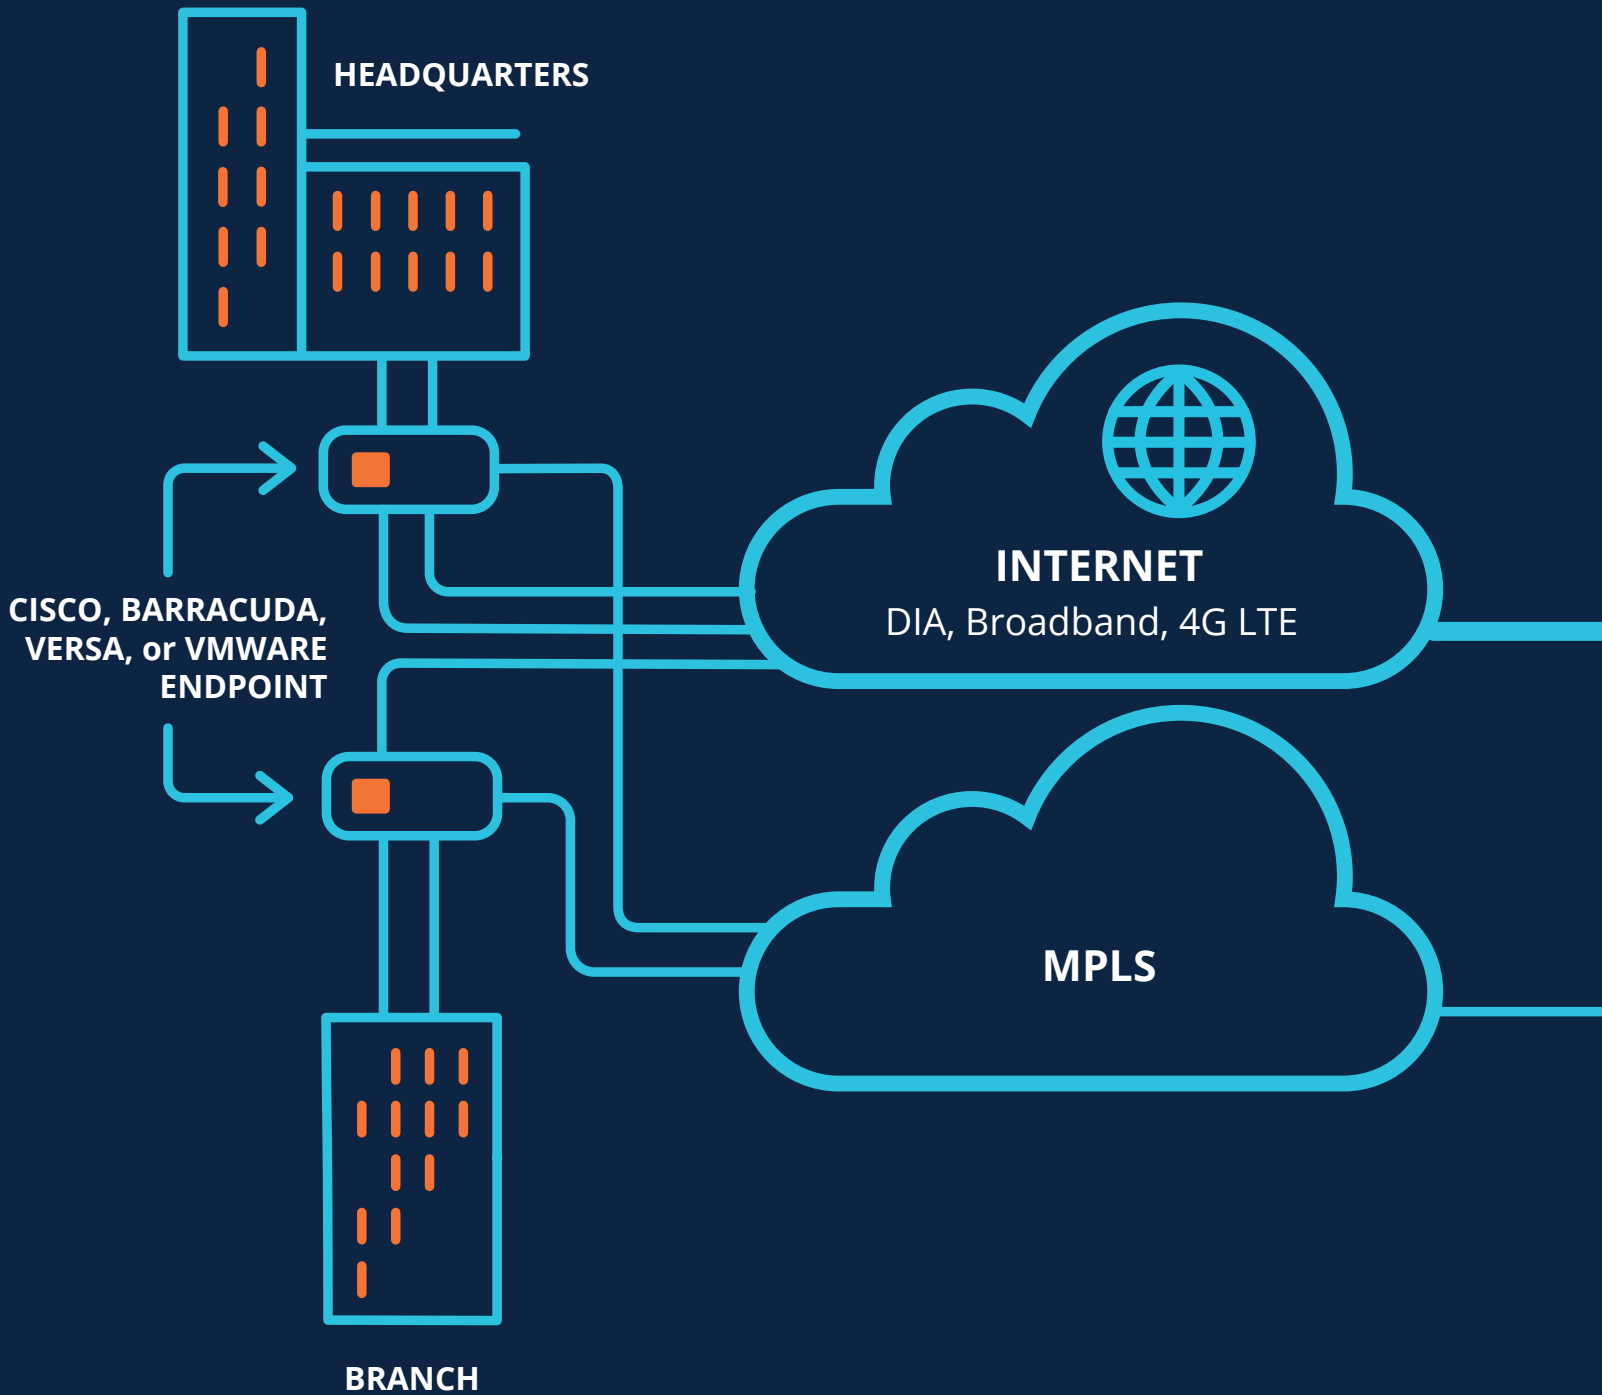 HEADQUARTERS
INTERNET
DIA, Broadband, 4G LTE
CISCO, BARRACUDA,
VERSA, or VMWARE
ENDPOINT
MPLS
BRANCH